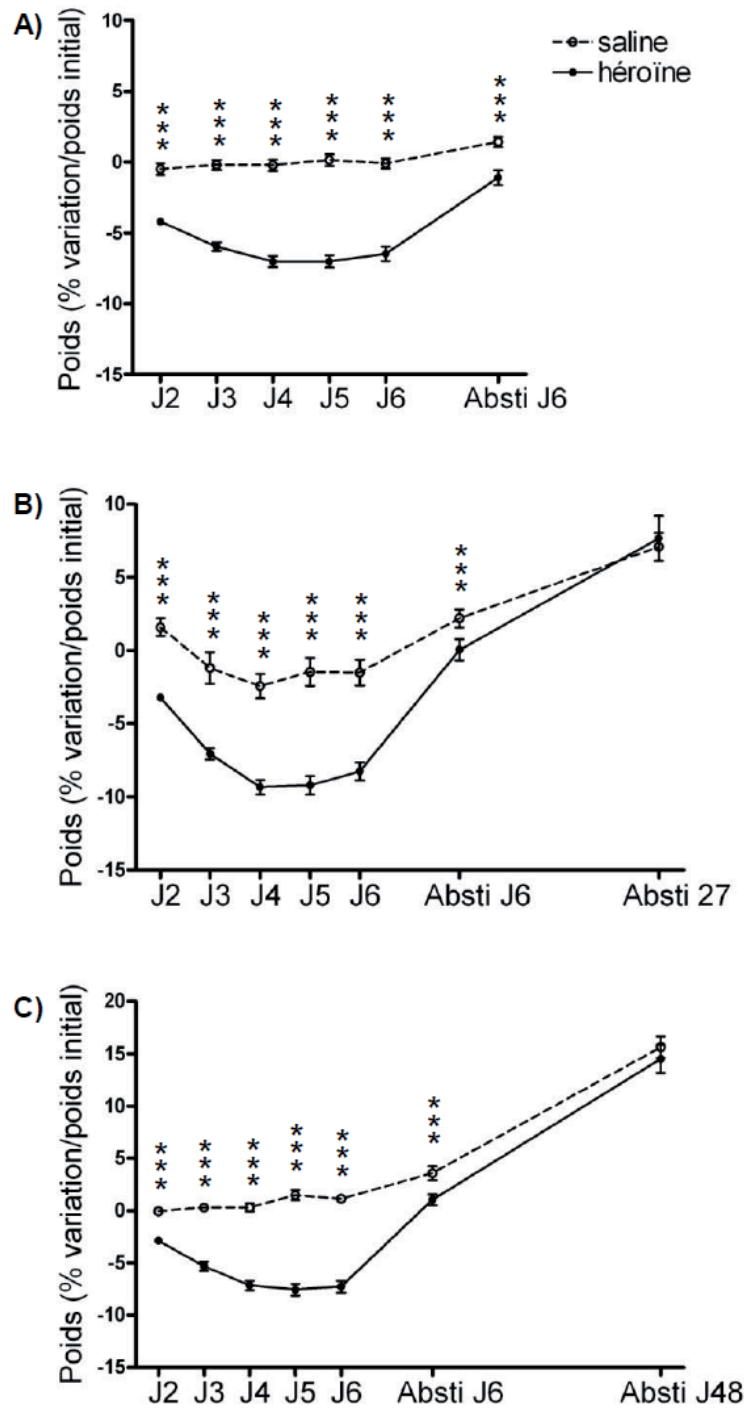 A)
saline
héroïne
Poids (% variation/poids initial)
10
5
0
-5
-10
-15
*** *** *** *** *** ***
J2 J3 J4 J5 J6 Absti J6
B)
Poids (% variation/poids initial)
10
5
0
-5
-10
-15
*** *** *** *** *** ***
J2 J3 J4 J5 J6 Absti J6 Absti 27
C)
Poids (% variation/poids initial)
20
15
10
5
0
-5
-10
-15
*** *** *** *** *** ***
J2 J3 J4 J5 J6 Absti J6 Absti J48